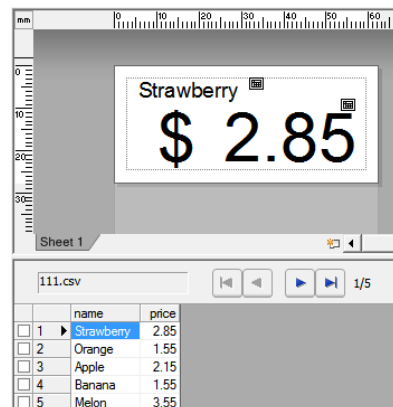 mm
0 10 20 30 40 50 60
0
10
20
30
Strawberry
$ 2.85
Sheet 1
111.csv
1/5
name price
1 Strawberry 2.85
2 Orange 1.55
3 Apple 2.15
4 Banana 1.55
5 Melon 3.55